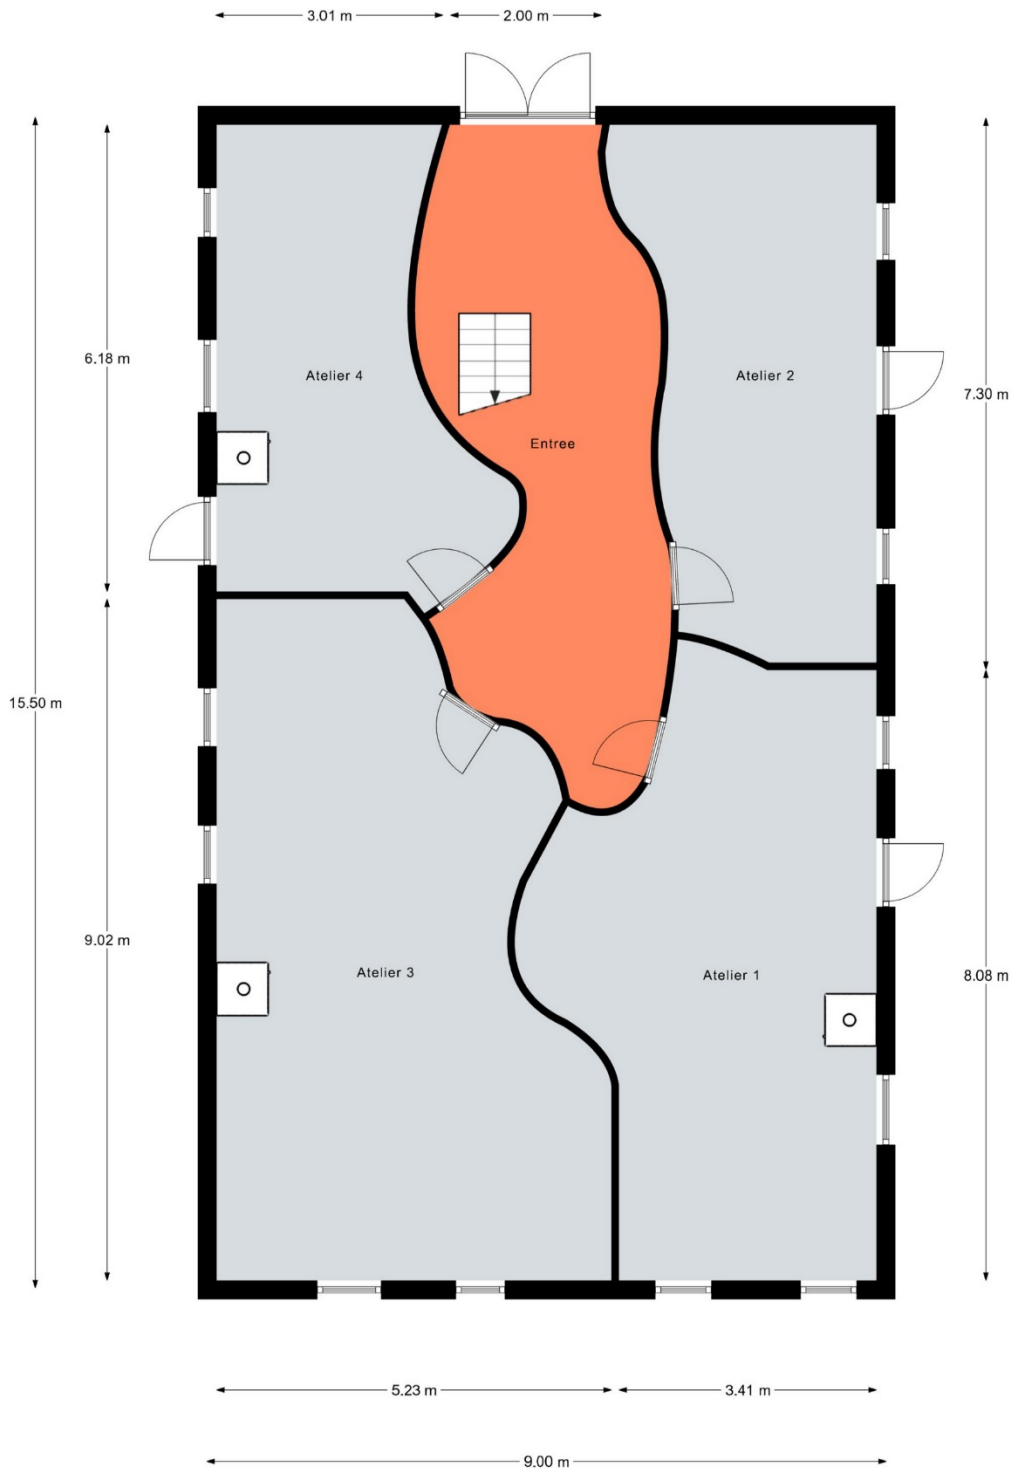 3.01 m
2.00 m
6.18 m
Atelier 4
Atelier 2
7.30 m
Entree
15.50 m
9.02 m
Atelier 3
Atelier 1
8.08 m
5.23 m
3.41 m
9.00 m